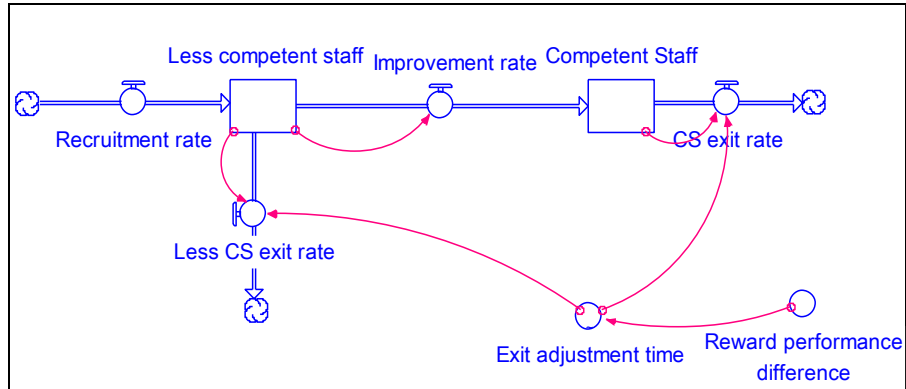 Less competent staff
Improvement rate
Competent Staff
Recruitment rate
CS exit rate
Less CS exit rate
Exit adjustment time
Reward performance
difference